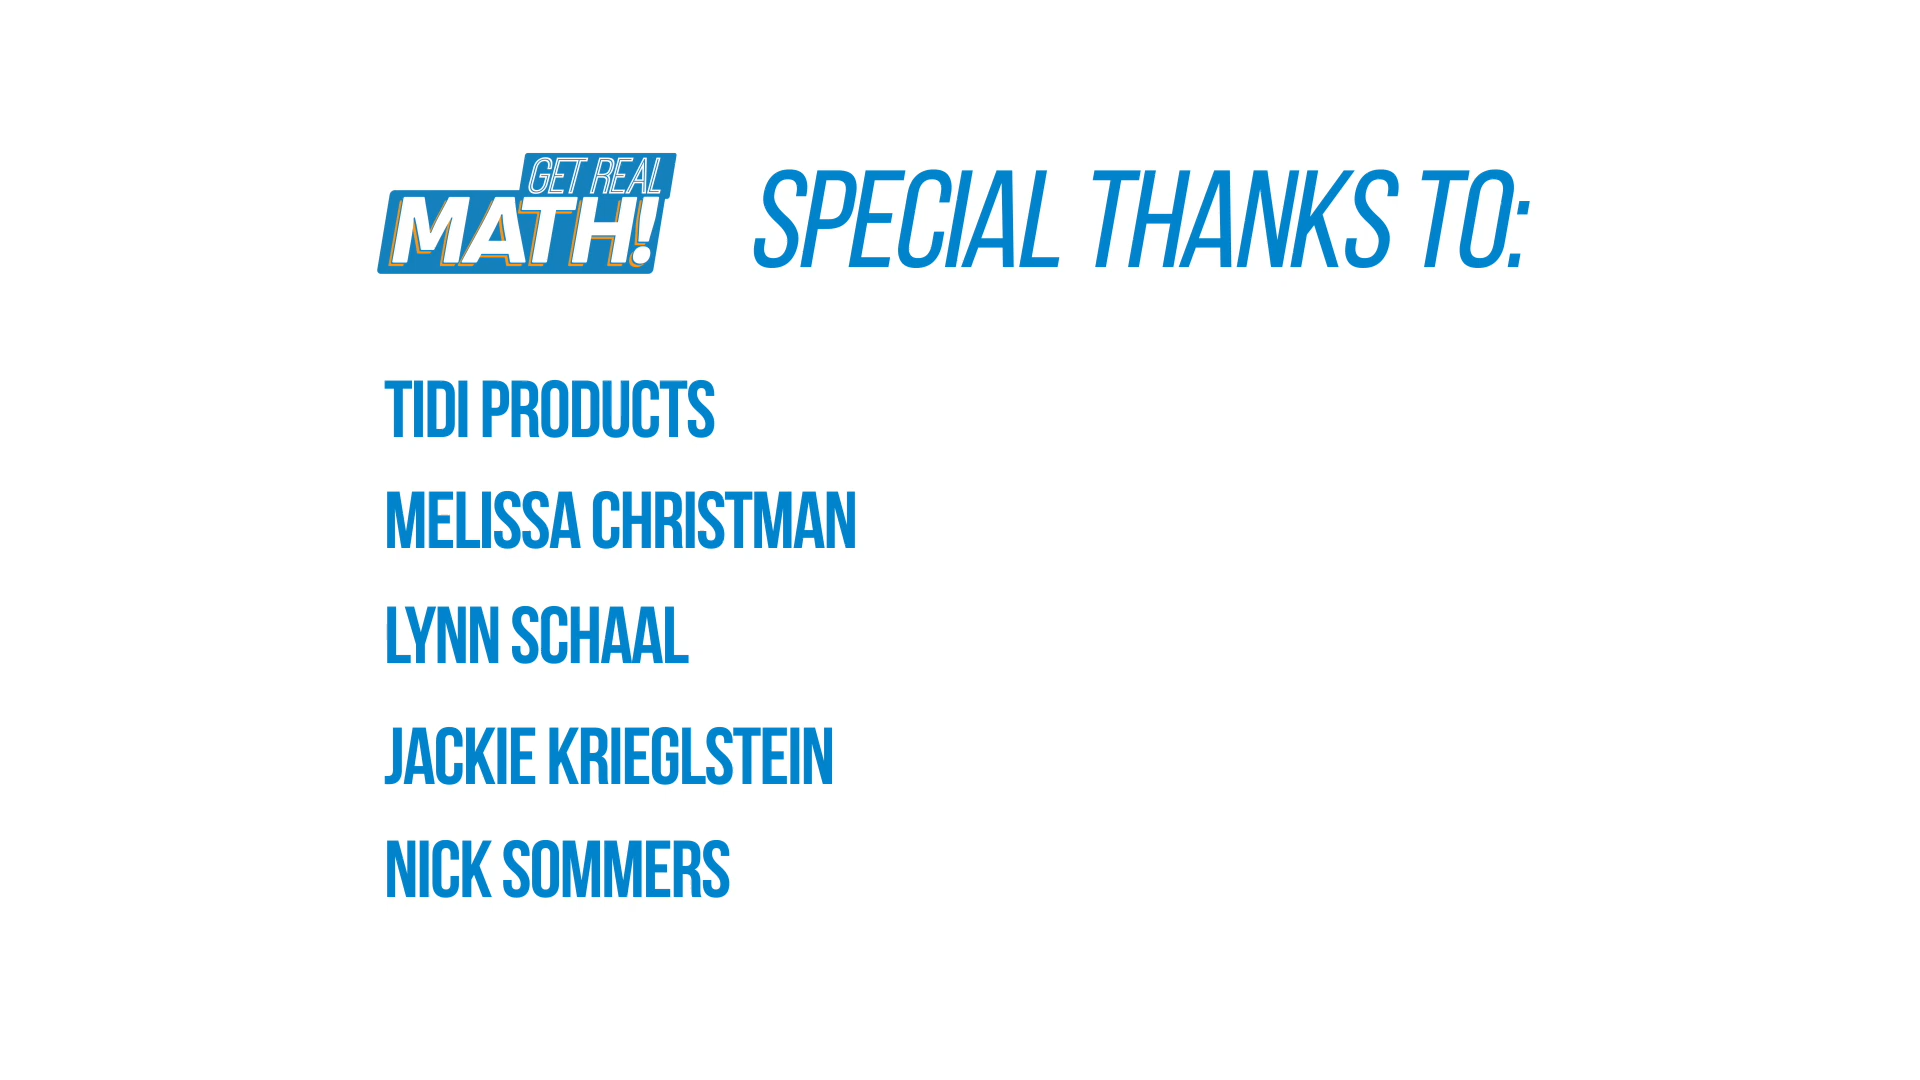 GET REAL
MATH!
SPECIAL THANKS TO:
TIDI PRODUCTS
MELISSA CHRISTMAN
LYNN SCHAAL
JACKIE KRIEGLSTEIN
NICK SOMMERS